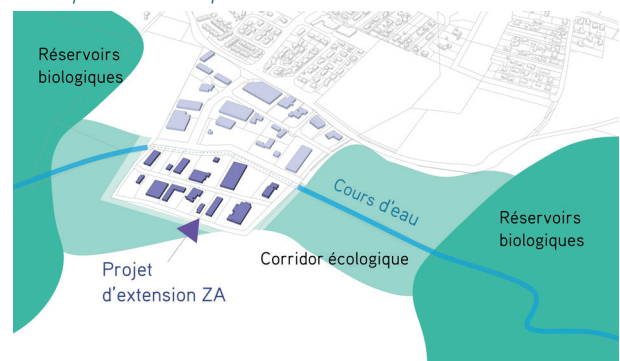 Réservoirs
biologiques
Cours d'eau
Réservoirs
biologiques
Corridor écologique
Projet
d'extension ZA